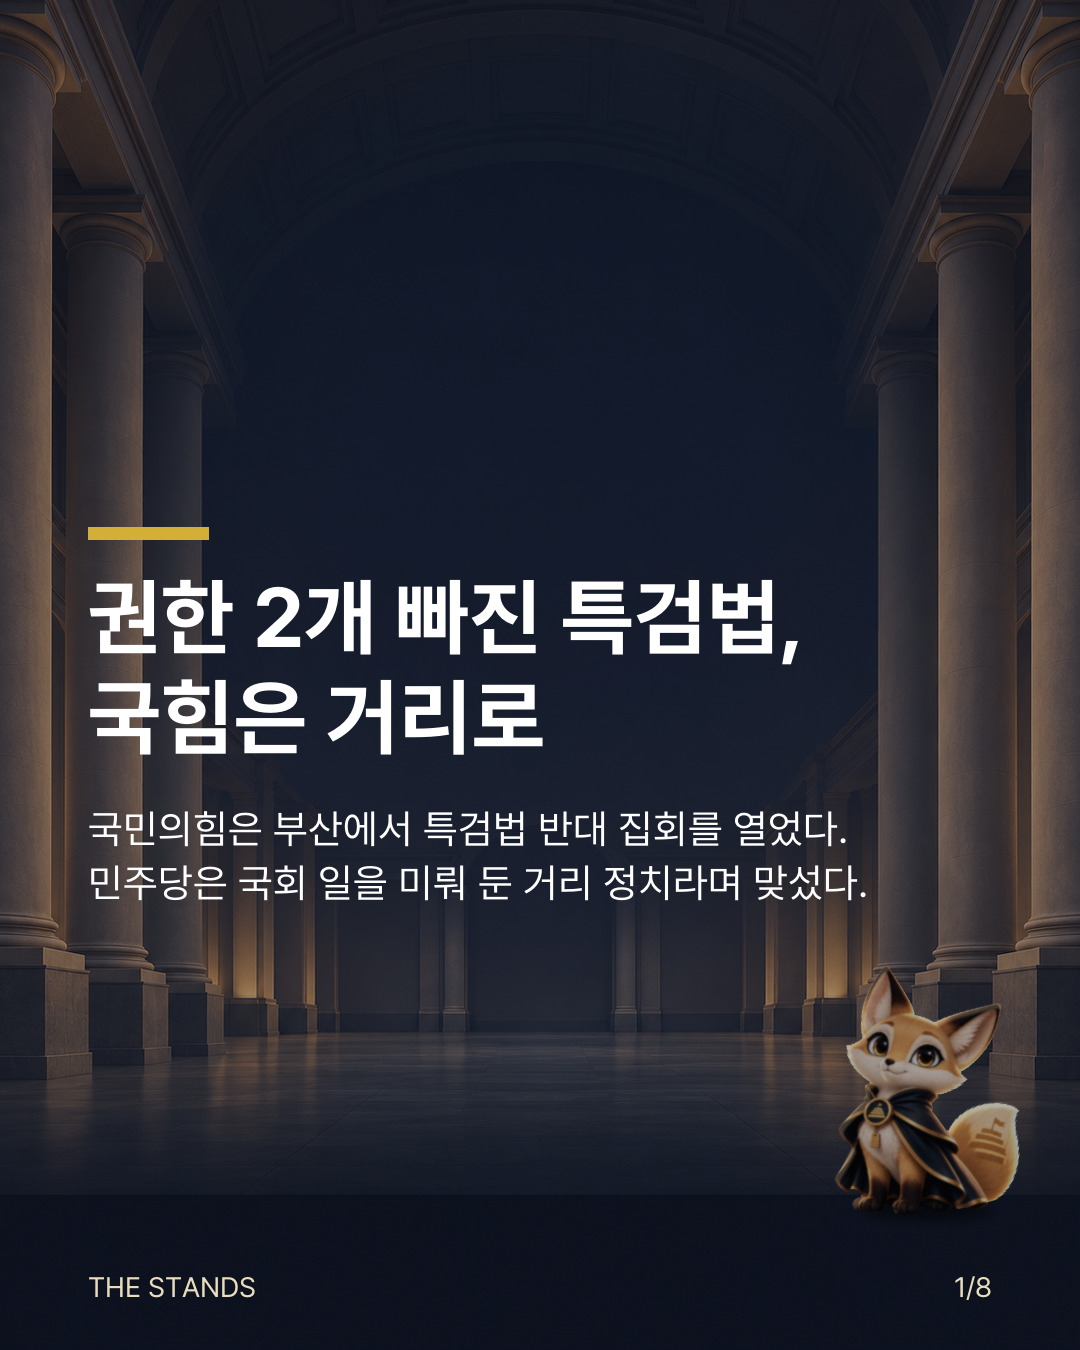 권한 2개 빠진 특검법,
국힘은 거리로
국민의힘은 부산에서 특검법 반대 집회를 열었다.
민주당은 국회 일을 미뤄 둔 거리 정치라며 맞섰다.
THE STANDS
1/8